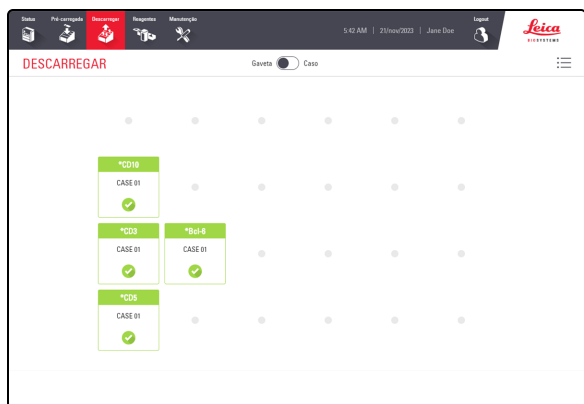 Status Pré-carregada Descarregar Reagentes Manutenção Logout
5:42 AM | 21/nov/2023 | Jane Doe
Leica
BIOSYSTEMS
DESCARREGAR
Gaveta Caso
*CD10
CASE 01
*CD3 *Bcl-6
CASE 01 CASE 01
*CD5
CASE 01